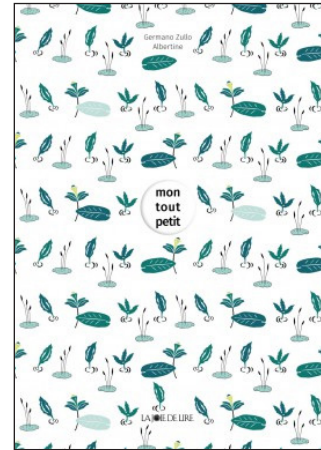 Germano Zullo
Albertine
mon
tout
petit
LA JOIE DE LIRE